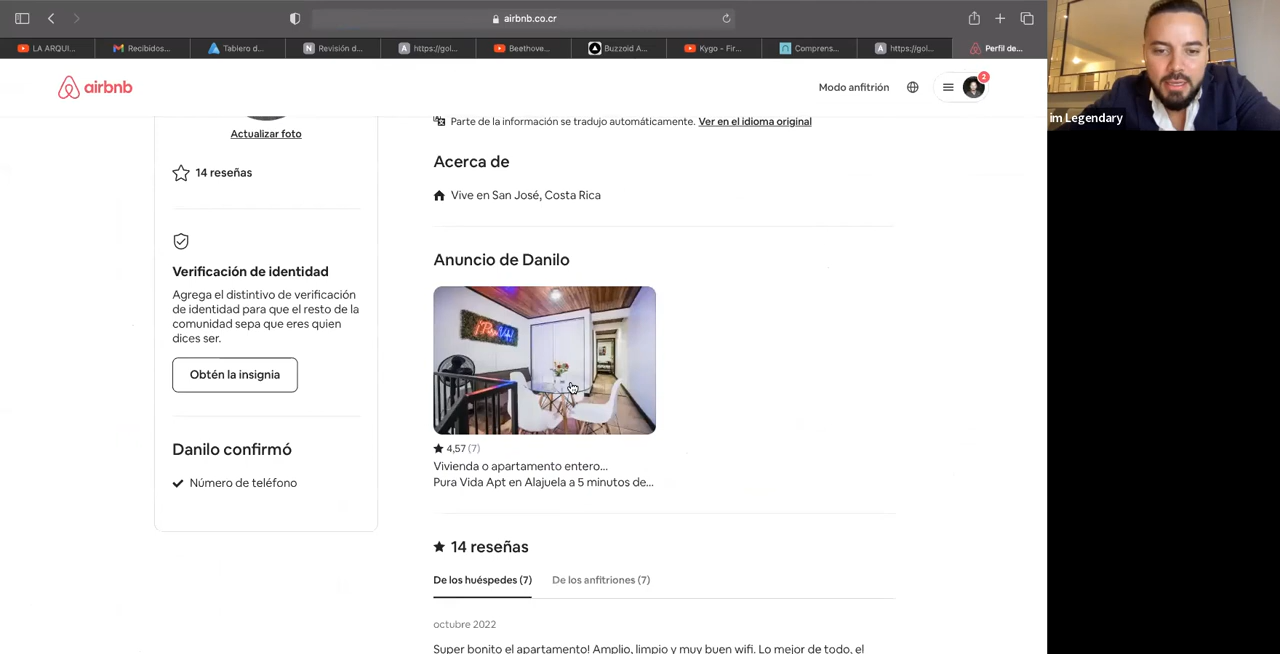 airbnb.co.cr
LA ARQUI...
Recibidos...
Tablero d...
Revisión d...
https://gol...
Beethove...
Buzzoid A...
Kygo - Fir...
Comprens...
https://gol...
Perfil de...
airbnb
Modo anfitrión
2
im Legendary
Actualizar foto
14 reseñas
Verificación de identidad
Agrega el distintivo de verificación
de identidad para que el resto de la
comunidad sepa que eres quien
dices ser.
Obtén la insignia
Danilo confirmó
Número de teléfono
Parte de la información se tradujo automáticamente. Ver en el idioma original
Acerca de
Vive en San José, Costa Rica
Anuncio de Danilo
¡Pura Vida!
4,57 (7)
Vivienda o apartamento entero...
Pura Vida Apt en Alajuela a 5 minutos de...
14 reseñas
De los huéspedes (7) De los anfitriones (7)
octubre 2022
Super bonito el apartamento! Amplio, limpio y muy buen wifi. Lo mejor de todo, el